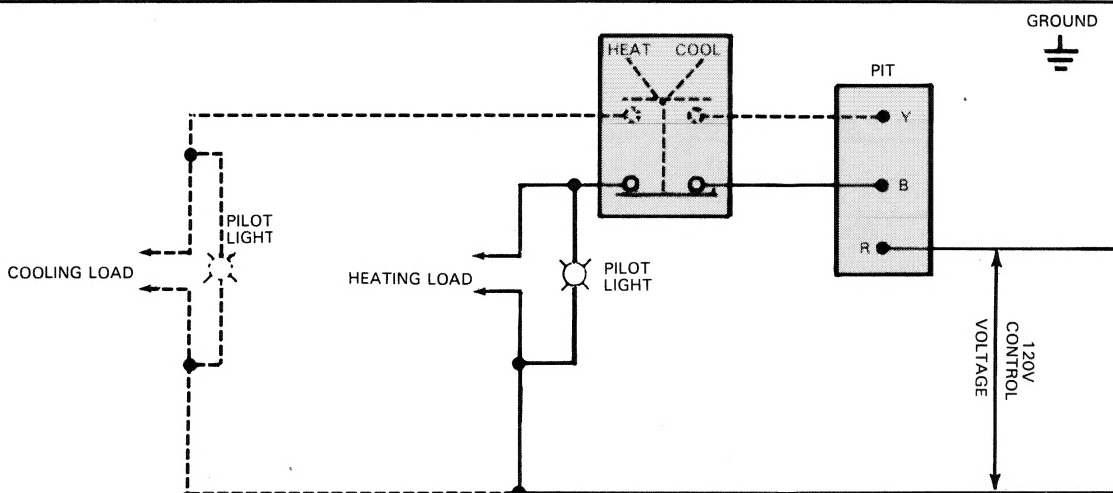 GROUND
HEAT COOL
PIT
Y
B
R
PILOT
LIGHT
COOLING LOAD
HEATING LOAD
PILOT
LIGHT
120V
CONTROL
VOLTAGE